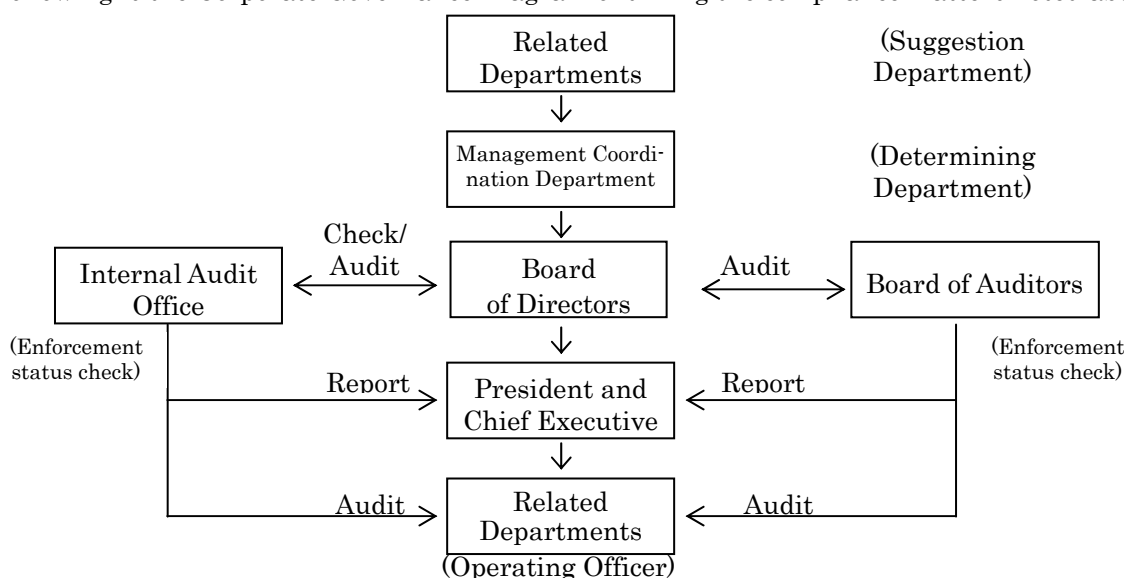 Related
Departments
(Suggestion
Department)
Management Coordi-
nation Department
(Determining
Department)
Check/
Audit
Internal Audit
Office
Board
of Directors
Audit
Board of Auditors
(Enforcement
status check)
(Enforcement
status check)
Report
President and
Chief Executive
Report
Audit
Related
Departments
Audit
(Operating Officer)